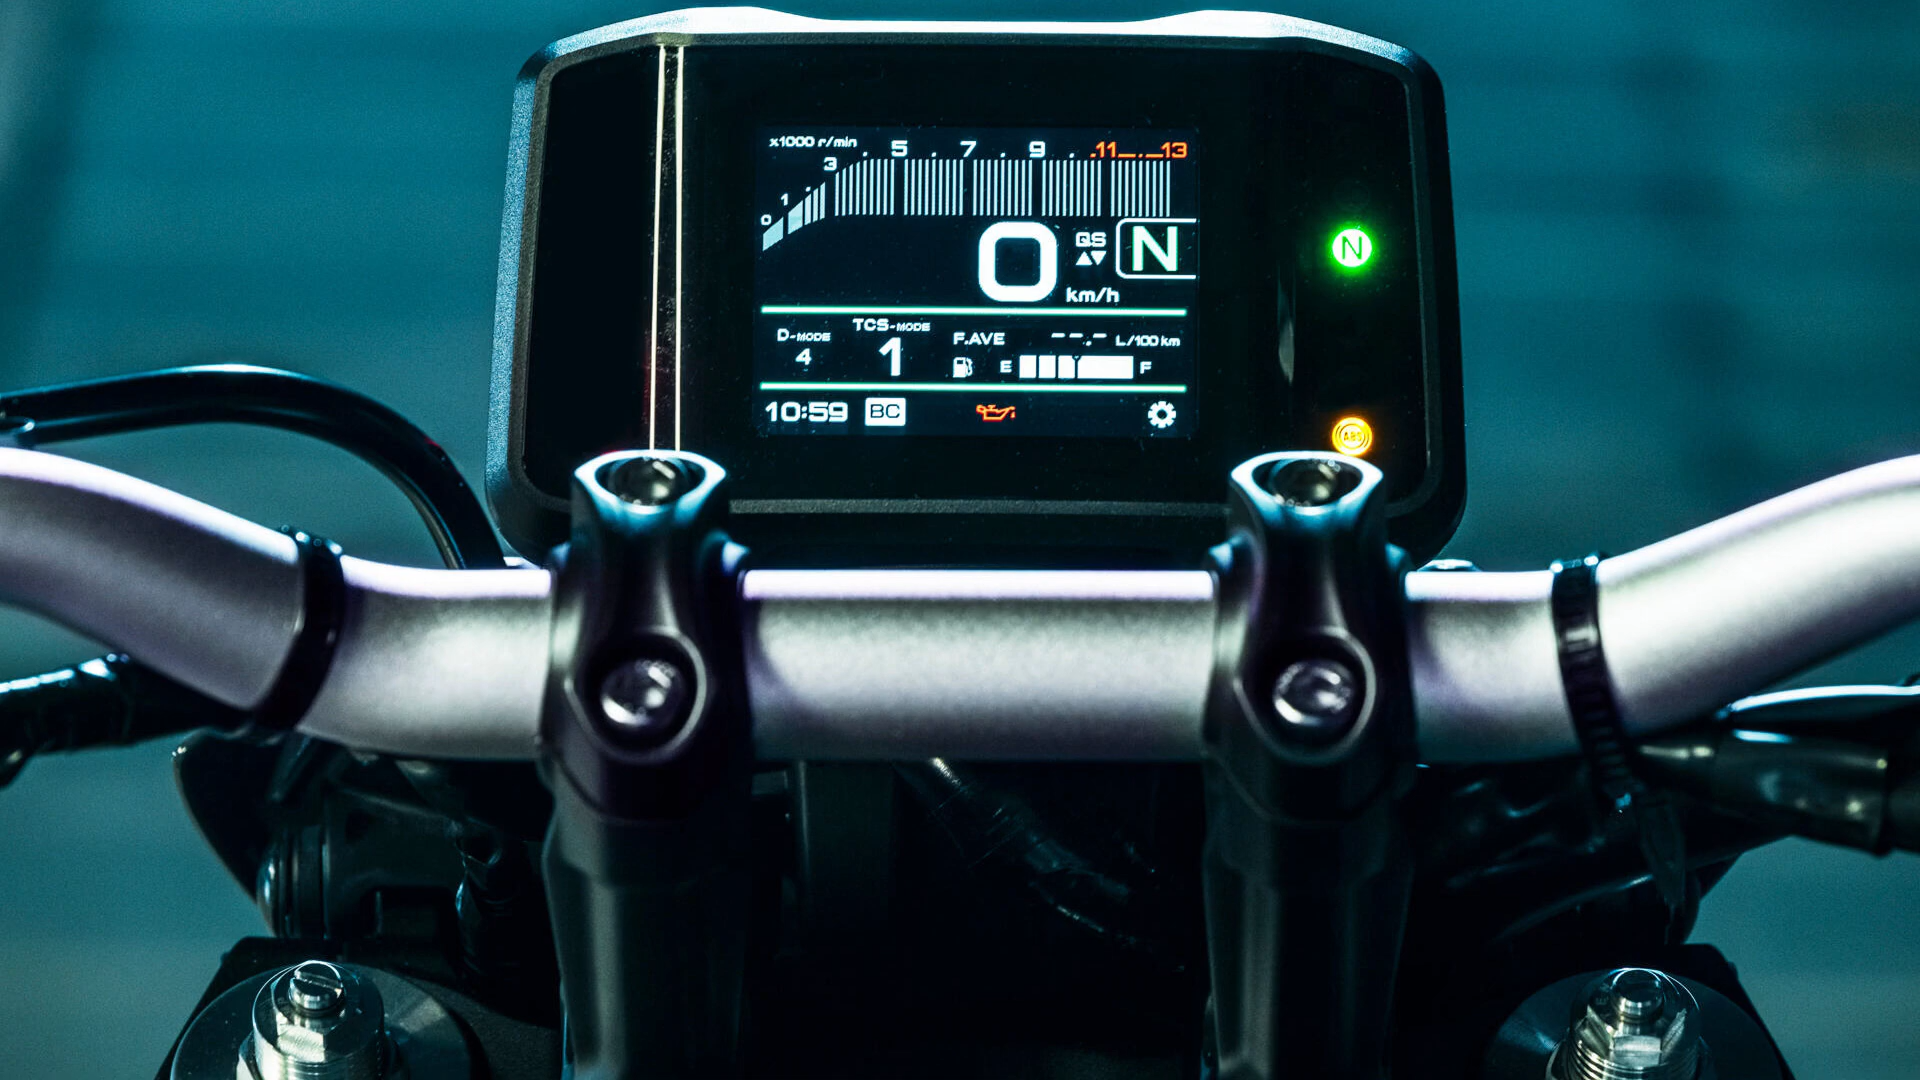 x1000 r/min
0 1 3 5 7 9 11 13
0 km/h QS N
N
D-MODE 4
TCS-MODE 1
F.AVE --.- L/100 km
E F
10:59 BC
ABS